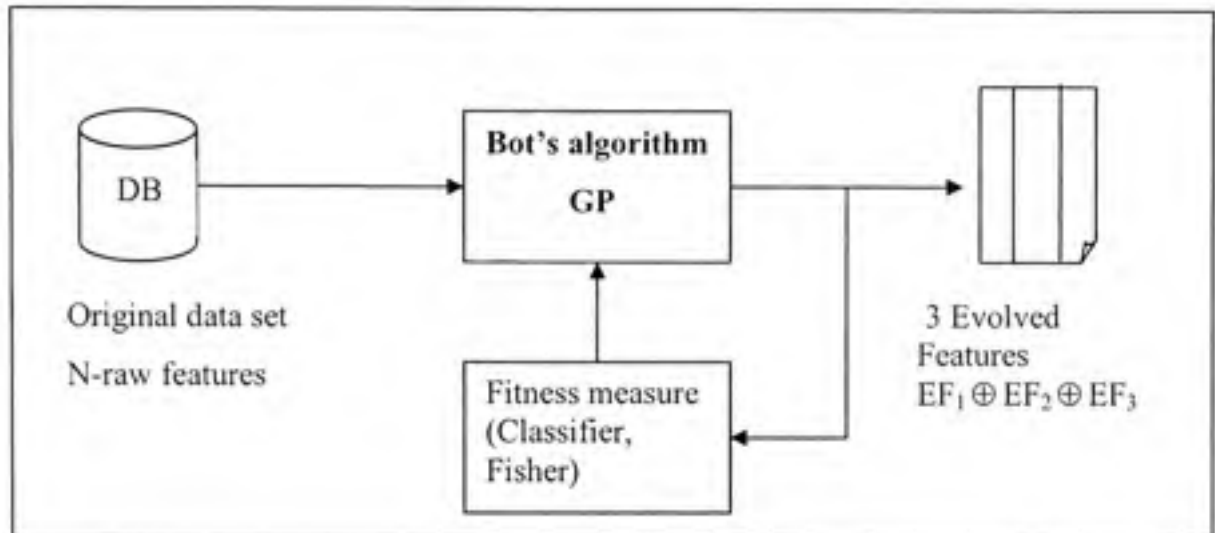 DB
Original data set
N-raw features
Bot's algorithm
GP
Fitness measure
(Classifier,
Fisher)
3 Evolved
Features
EF₁ ⊕ EF₂ ⊕ EF₃